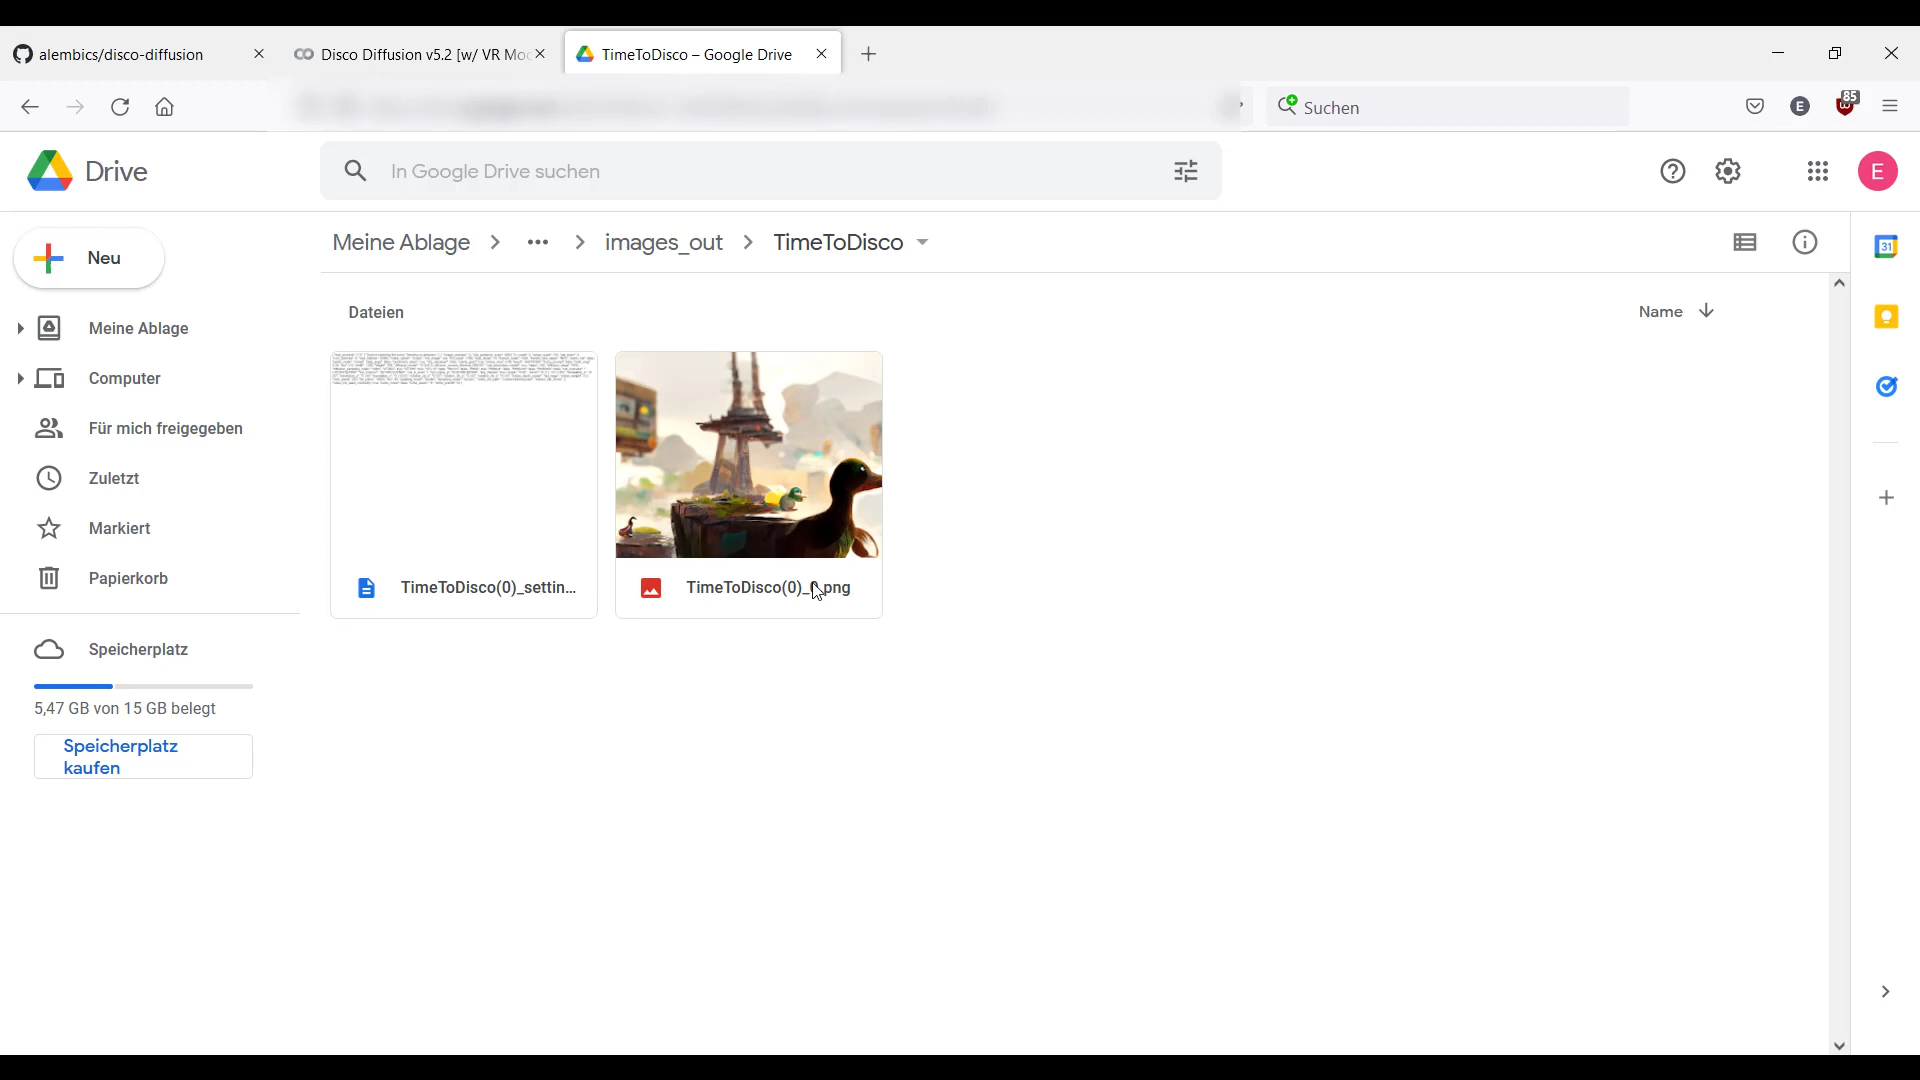 alembics/disco-diffusion
Disco Diffusion v5.2 [w/ VR Mo
TimeToDisco – Google Drive
Suchen
E
85
Drive
In Google Drive suchen
E
Neu
Meine Ablage
images_out
TimeToDisco
31
Meine Ablage
Computer
Für mich freigegeben
Zuletzt
Markiert
Papierkorb
Speicherplatz
5,47 GB von 15 GB belegt
Speicherplatz
kaufen
Dateien
Name
TimeToDisco(0)_settin...
TimeToDisco(0)_0.png